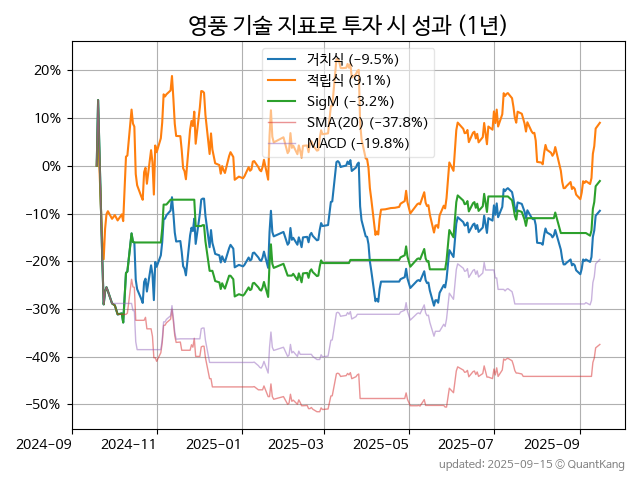 영풍 기술 지표로 투자 시 성과 (1년)
거치식 (−9.5%)
적립식 (9.1%)
SigM (−3.2%)
SMA(20) (−37.8%)
MACD (−19.8%)
20%
10%
0%
−10%
−20%
−30%
−40%
−50%
2024-09 2024-11 2025-01 2025-03 2025-05 2025-07 2025-09
updated: 2025-09-15 © QuantKang